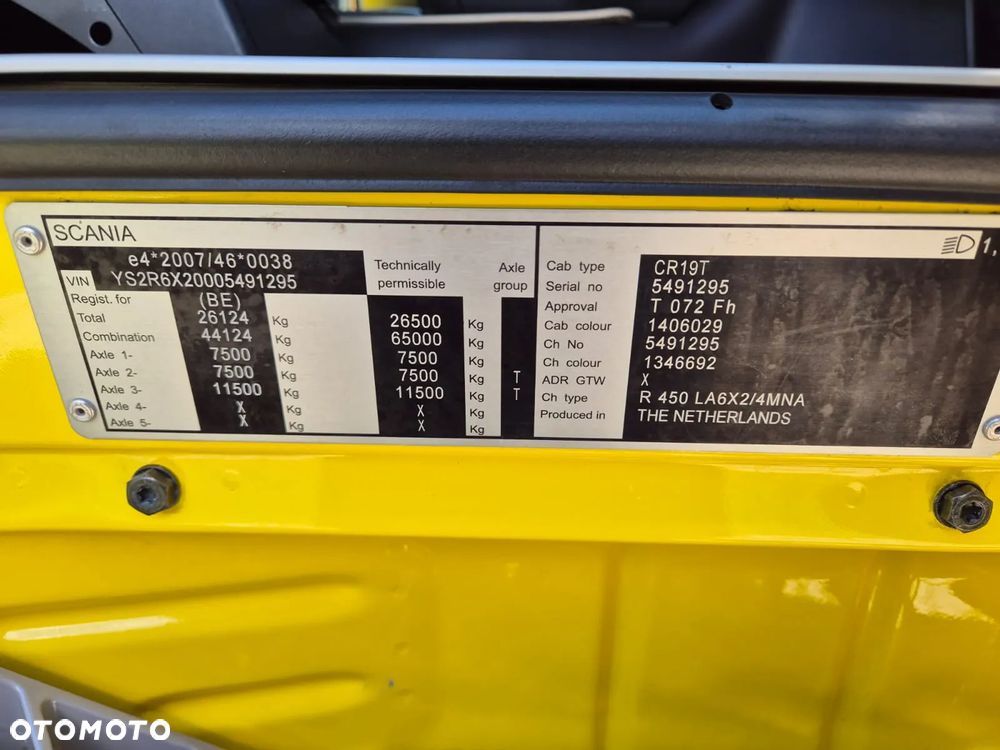 SCANIA
e4*2007/46*0038
VIN YS2R6X20005491295
Regist. for (BE)
Technically permissible
Axle group
Total 26124 Kg 26500 Kg
Combination 44124 Kg 65000 Kg
Axle 1- 7500 Kg 7500 Kg
Axle 2- 7500 Kg 7500 Kg T
Axle 3- 11500 Kg 11500 Kg T
Axle 4- X Kg X Kg
Axle 5- X Kg X Kg
1,
Cab type CR19T
Serial no 5491295
Approval T 072 Fh
Cab colour 1406029
Ch No 5491295
Ch colour 1346692
ADR GTW X
Ch type R 450 LA6X2/4MNA
Produced in THE NETHERLANDS
OTOMOTO